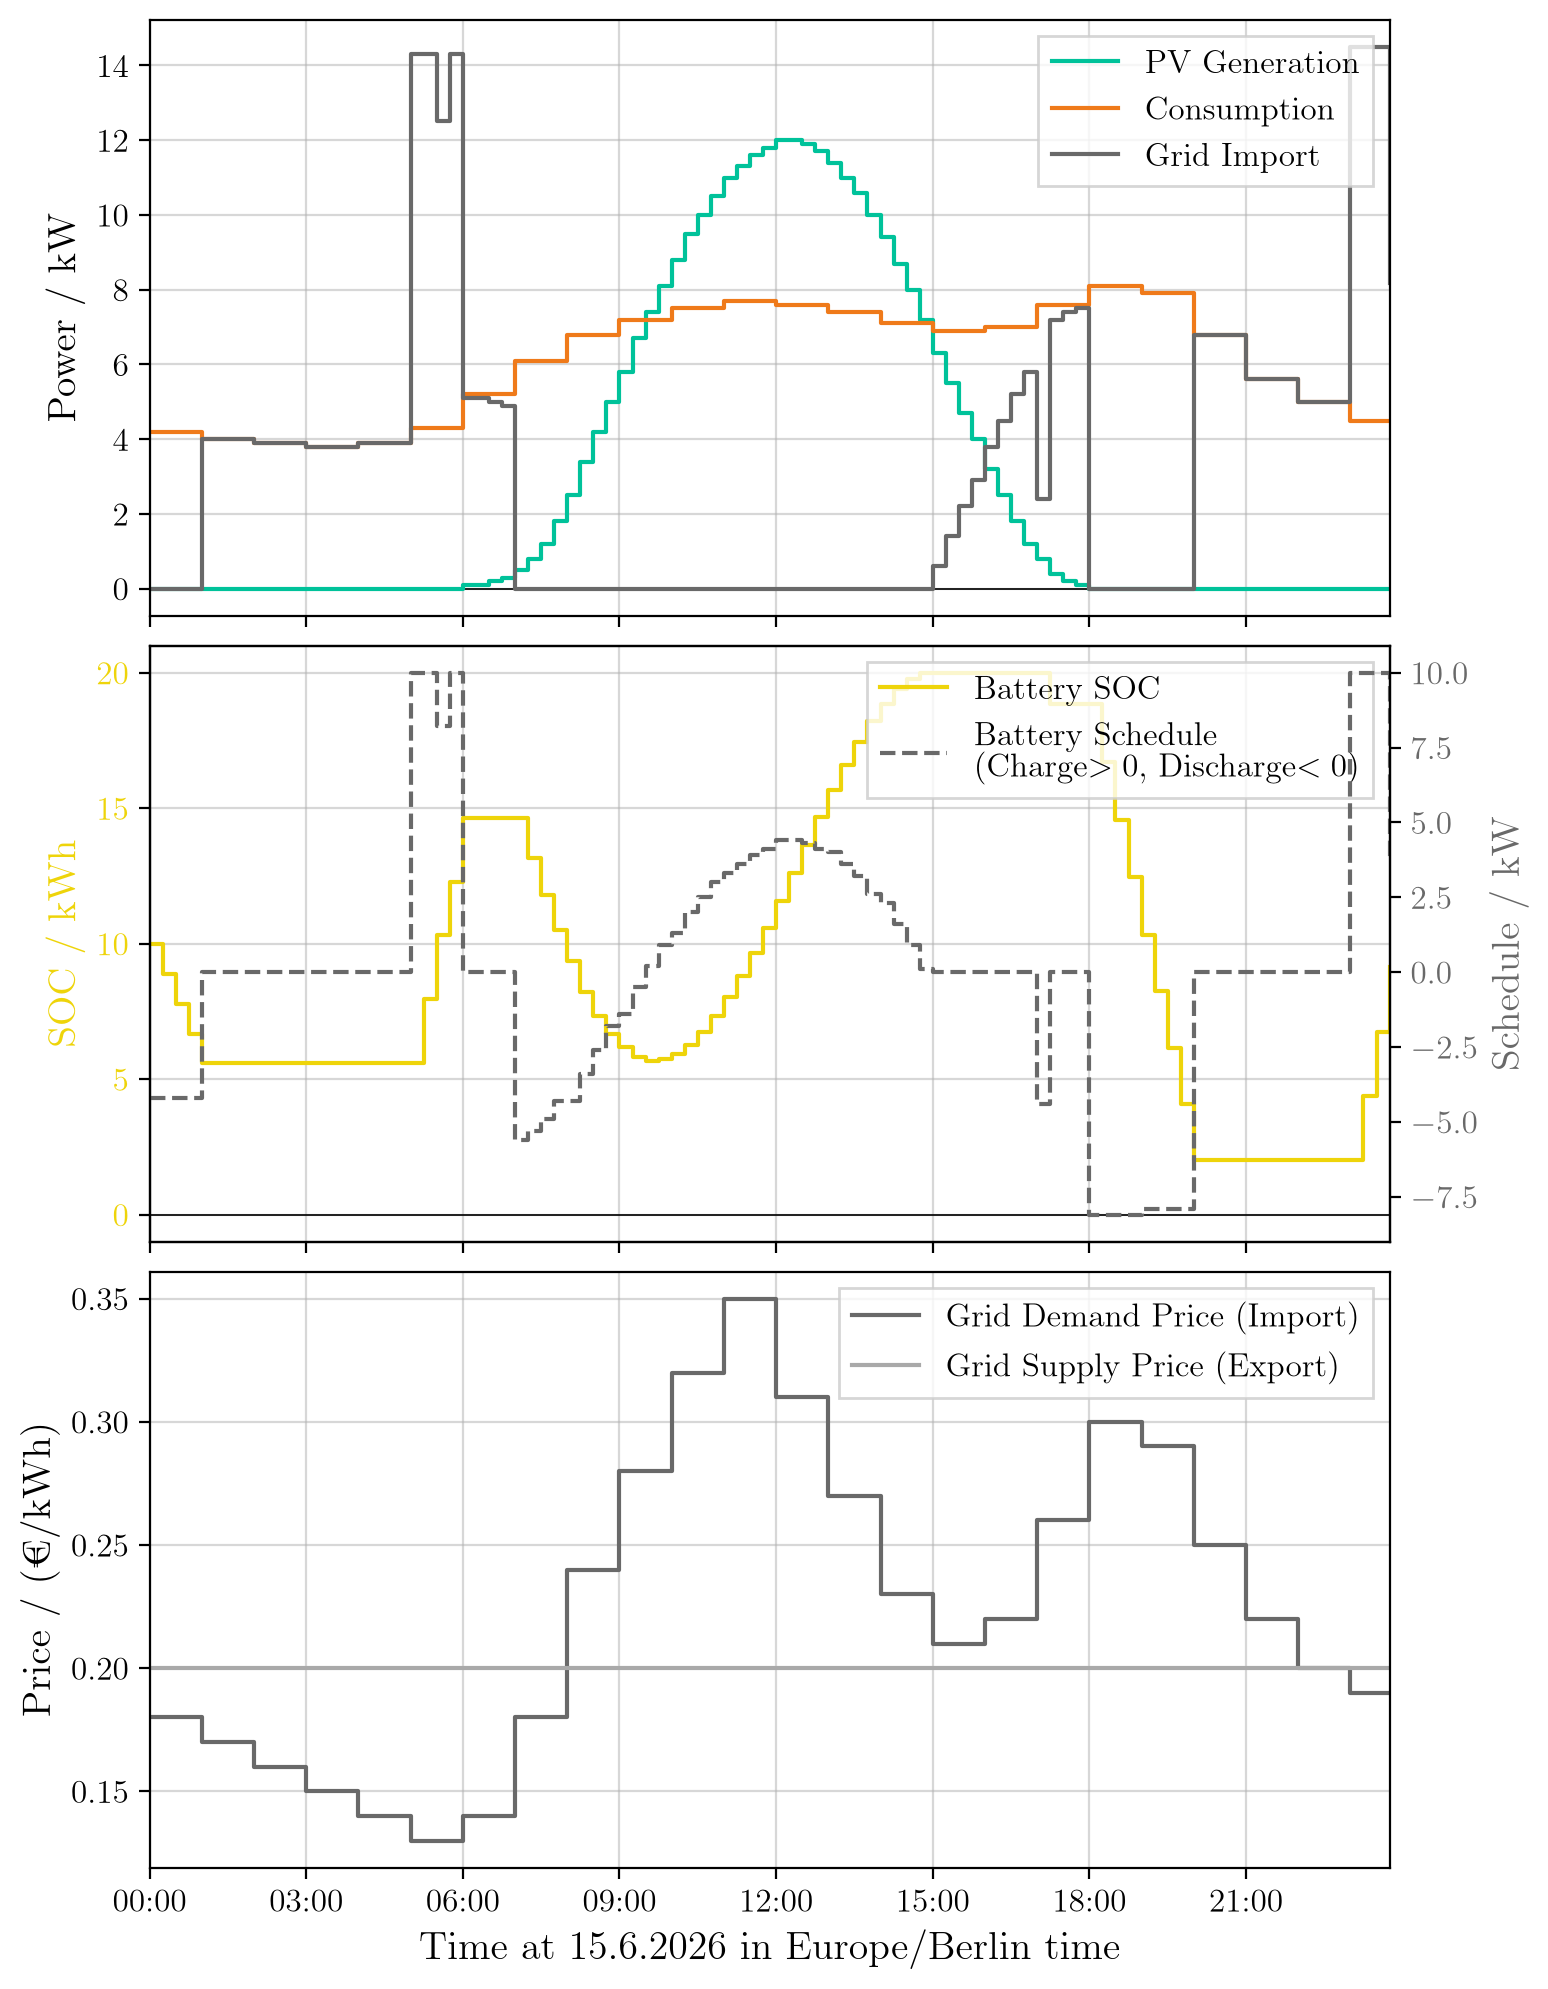 14
12
10
8
6
4
2
0
Power / kW
PV Generation
Consumption
Grid Import
20
15
10
5
0
SOC / kWh
Battery SOC
Battery Schedule
(Charge> 0, Discharge< 0)
10.0
7.5
5.0
2.5
0.0
−2.5
−5.0
−7.5
Schedule / kW
0.35
0.30
0.25
0.20
0.15
Price / (€/kWh)
Grid Demand Price (Import)
Grid Supply Price (Export)
00:00 03:00 06:00 09:00 12:00 15:00 18:00 21:00
Time at 15.6.2026 in Europe/Berlin time